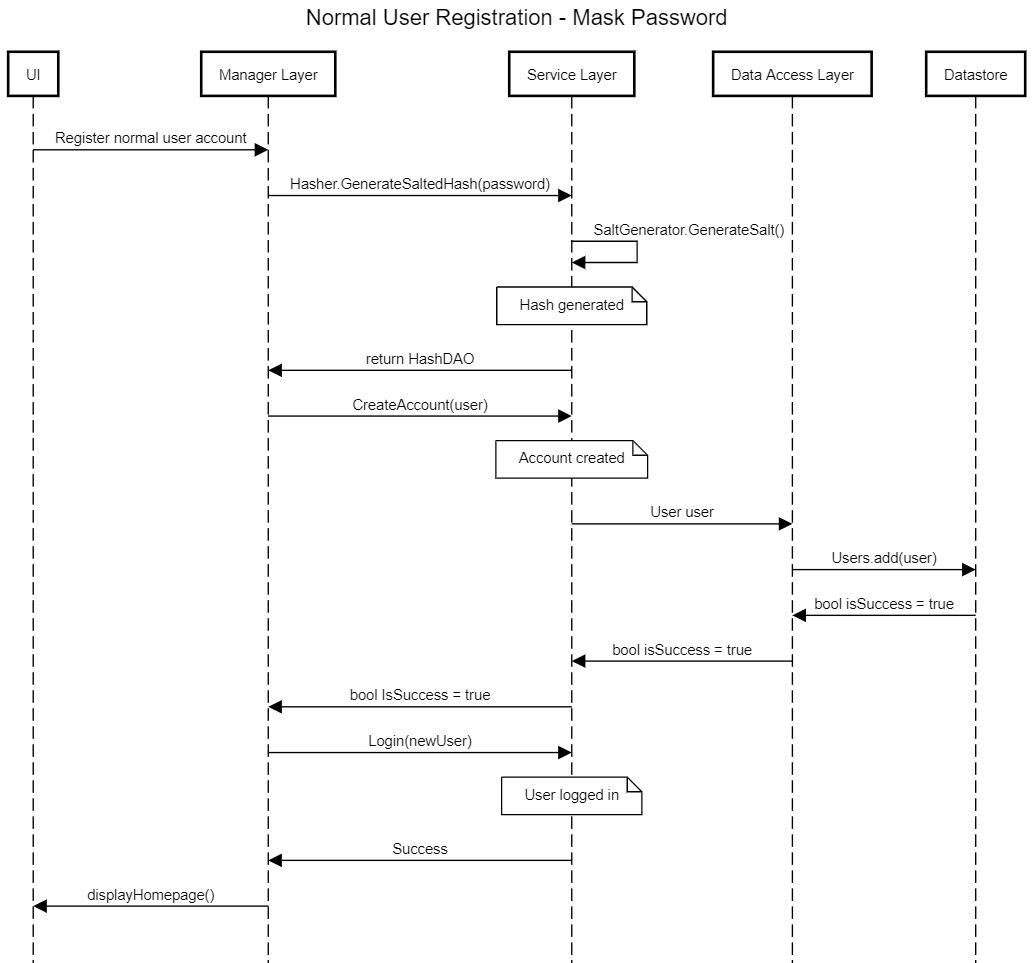 Normal User Registration - Mask Password
UI
Manager Layer
Service Layer
Data Access Layer
Datastore
Register normal user account
Hasher.GenerateSaltedHash(password)
SaltGenerator.GenerateSalt()
Hash generated
return HashDAO
CreateAccount(user)
Account created
User user
Users.add(user)
bool isSuccess = true
bool isSuccess = true
bool IsSuccess = true
Login(newUser)
User logged in
Success
displayHomepage()